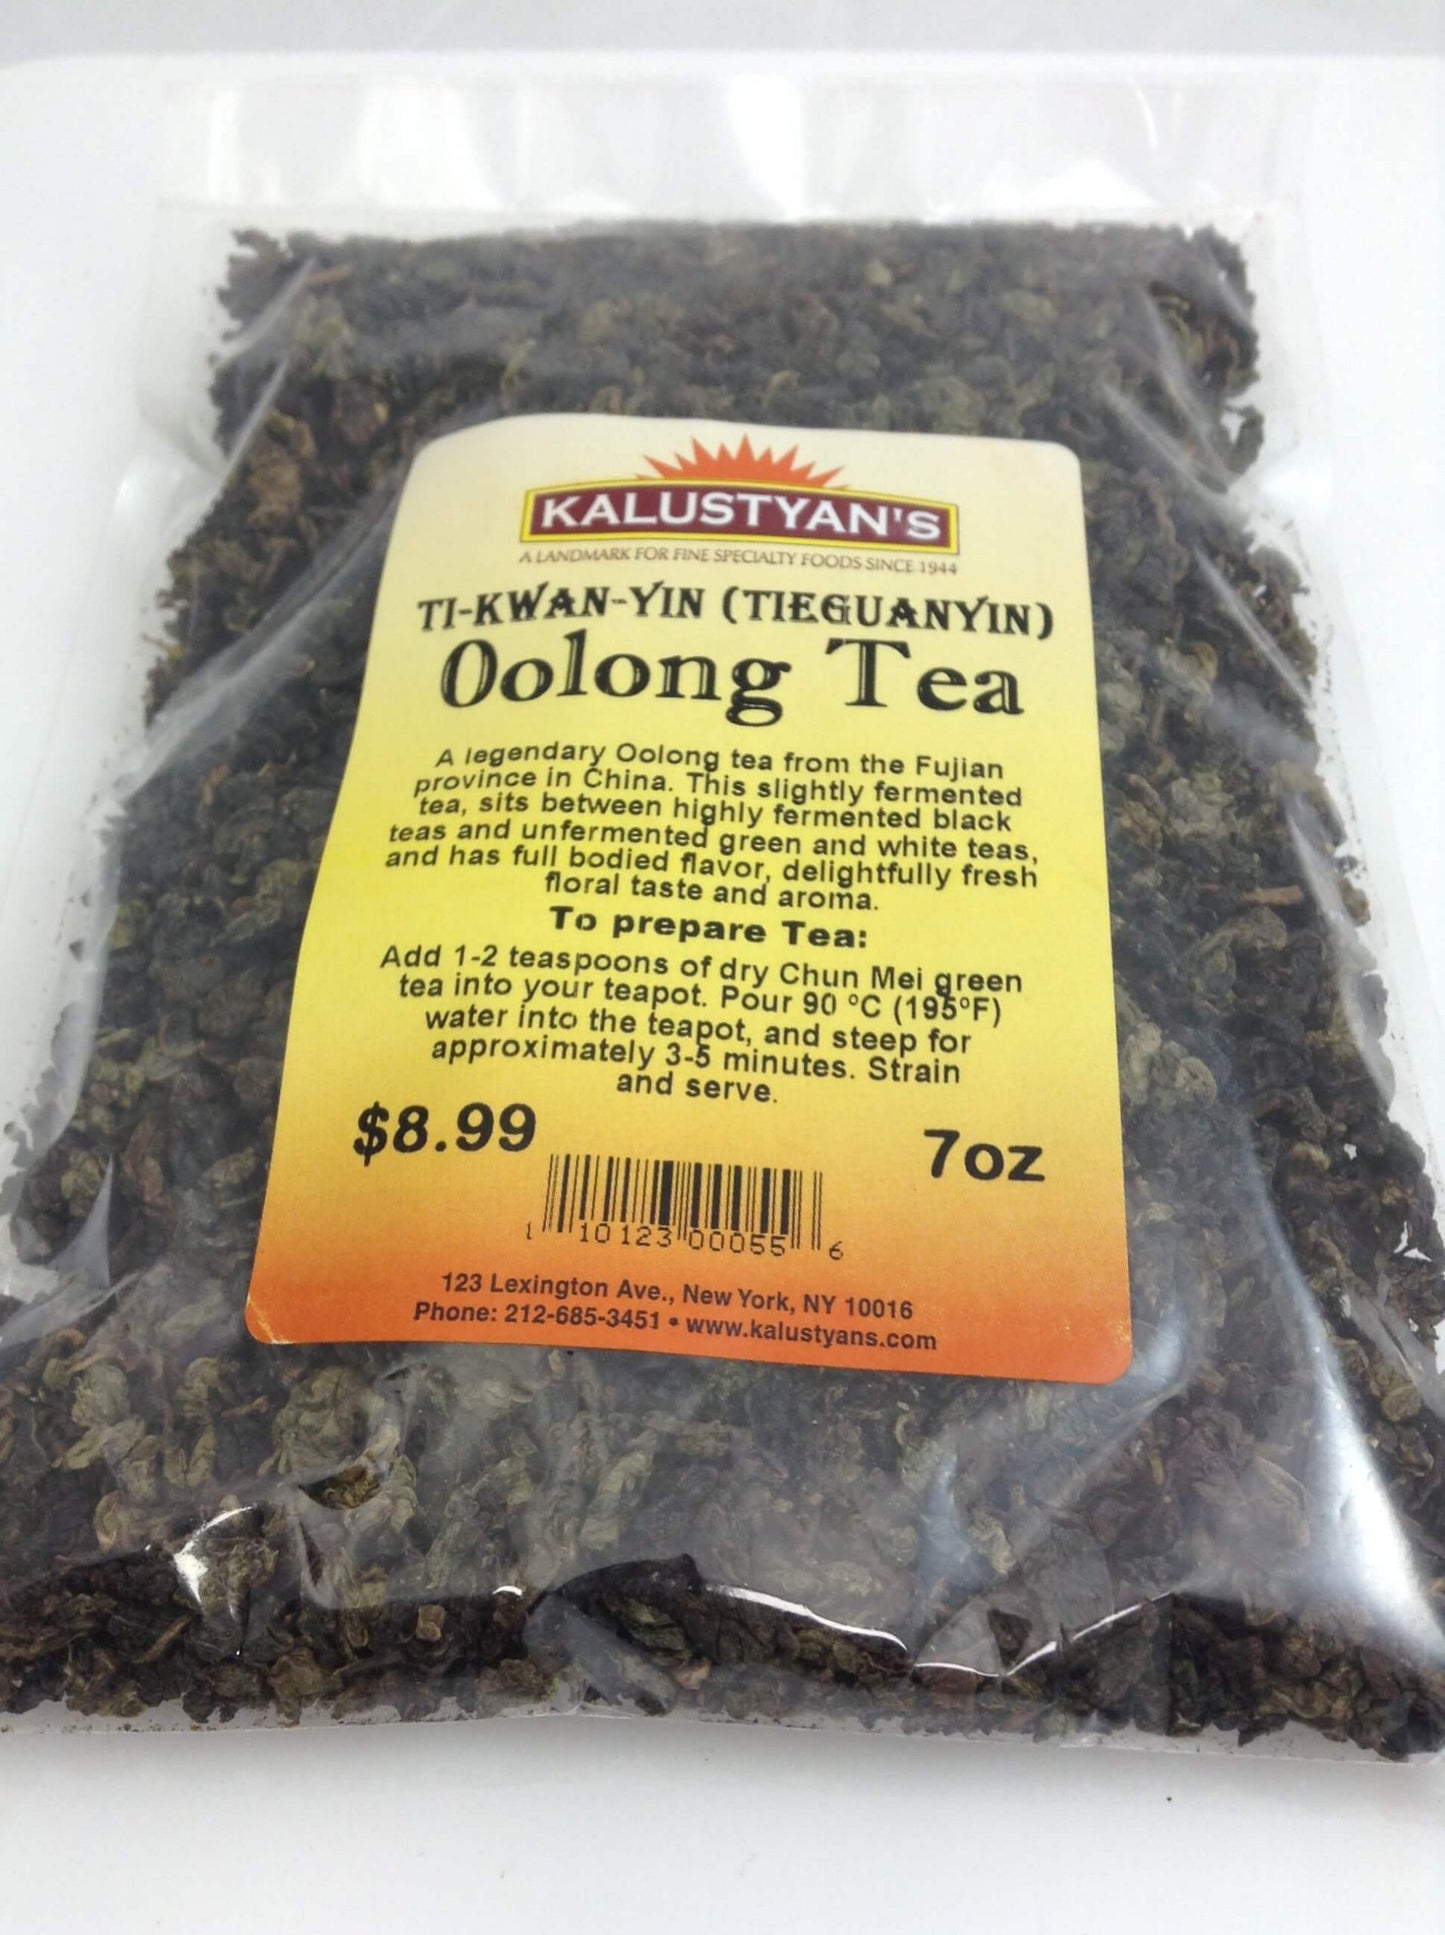 KALUSTYAN'S
A LANDMARK FOR FINE SPECIALTY FOODS SINCE 1944
TI-KWAN-YIN (TIEGUANYIN)
Oolong Tea
A legendary Oolong tea from the Fujian
province in China. This slightly fermented
tea, sits between highly fermented black
teas and unfermented green and white teas,
and has full bodied flavor, delightfully fresh
floral taste and aroma.
To prepare Tea:
Add 1-2 teaspoons of dry Chun Mei green
tea into your teapot. Pour 90 ºC (195ºF)
water into the teapot, and steep for
approximately 3-5 minutes. Strain
and serve.
$8.99 7oz
1 10123 00055 6
123 Lexington Ave., New York, NY 10016
Phone: 212-685-3451 • www.kalustyans.com